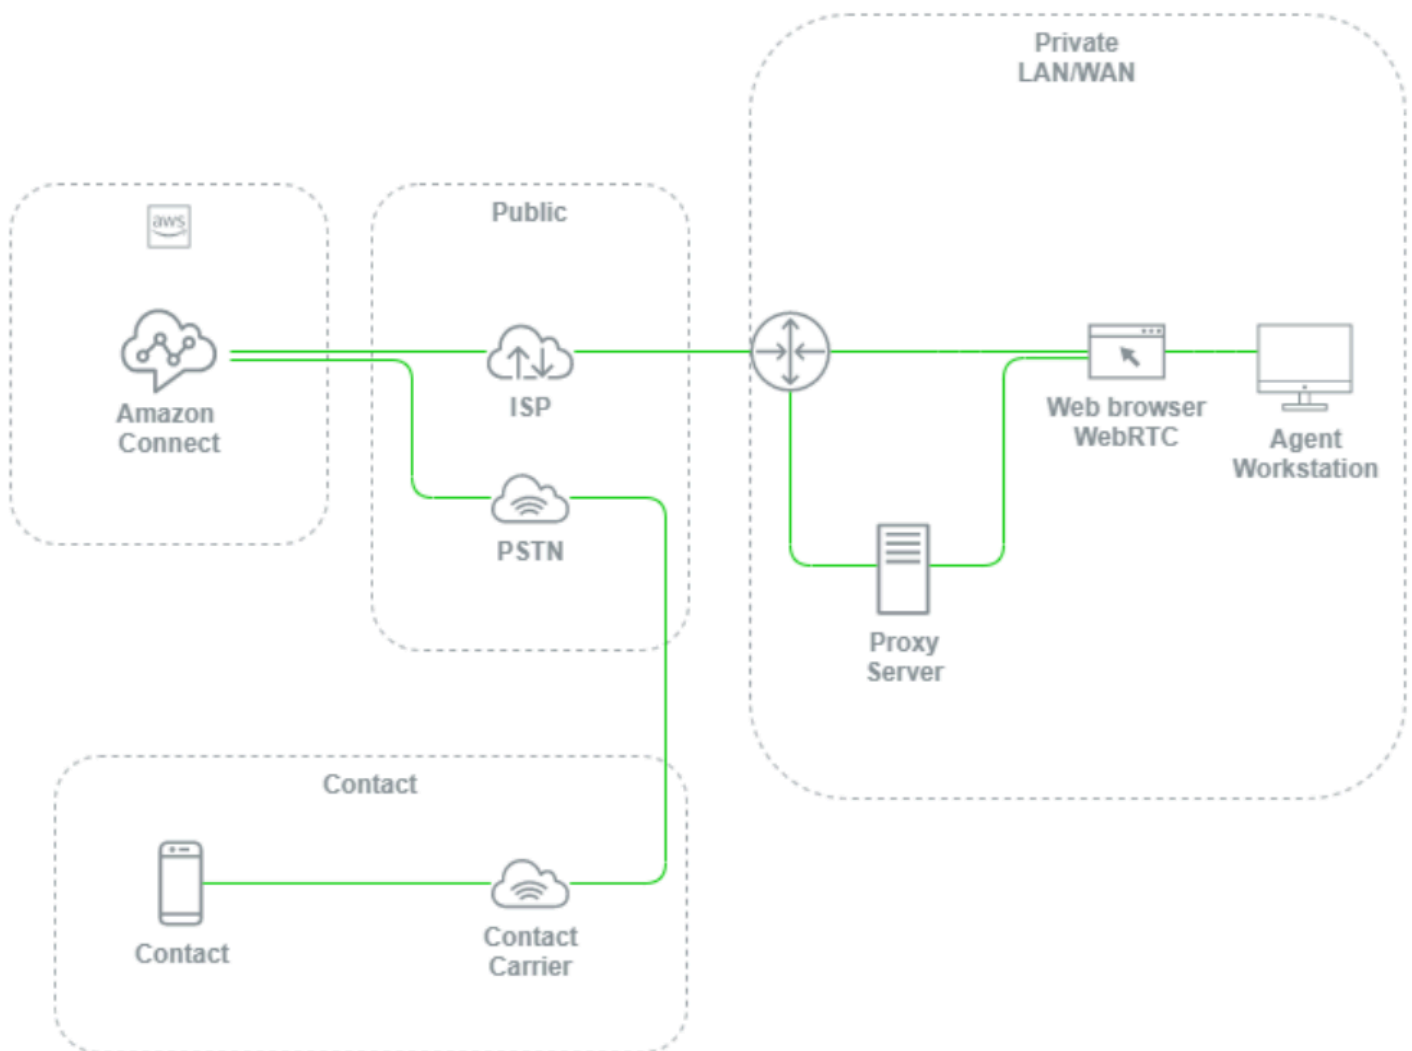 Private
LAN/WAN
aws
Public
Amazon
Connect
ISP
PSTN
Web browser
WebRTC
Agent
Workstation
Proxy
Server
Contact
Contact
Contact
Carrier